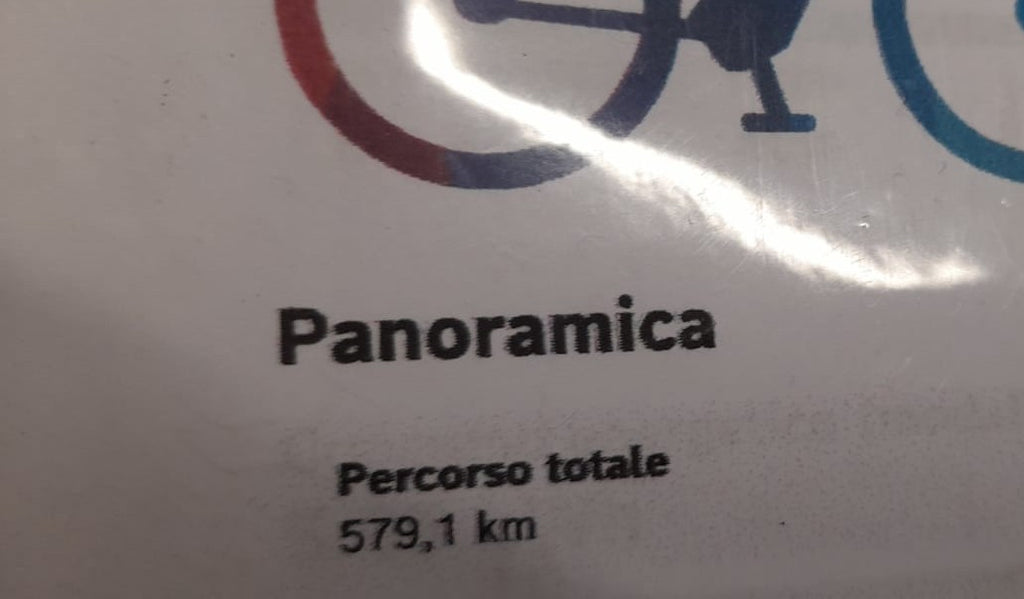 Panoramica
Percorso totale
579,1 km